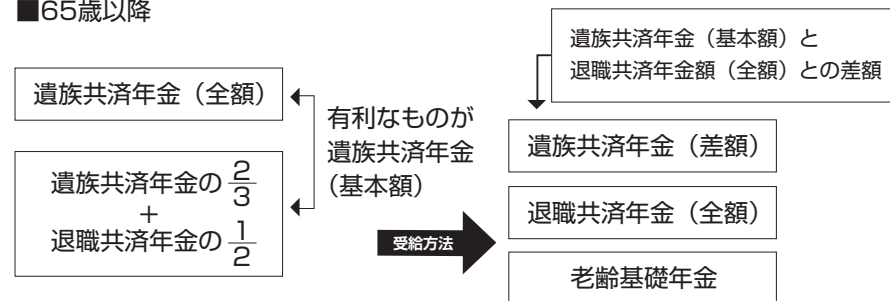 ■65歳以降
遺族共済年金（全額）
遺族共済年金の 2/3
+
退職共済年金の 1/2
有利なものが
遺族共済年金
（基本額）
受給方法
遺族共済年金（基本額）と
退職共済年金額（全額）との差額
遺族共済年金（差額）
退職共済年金（全額）
老齢基礎年金